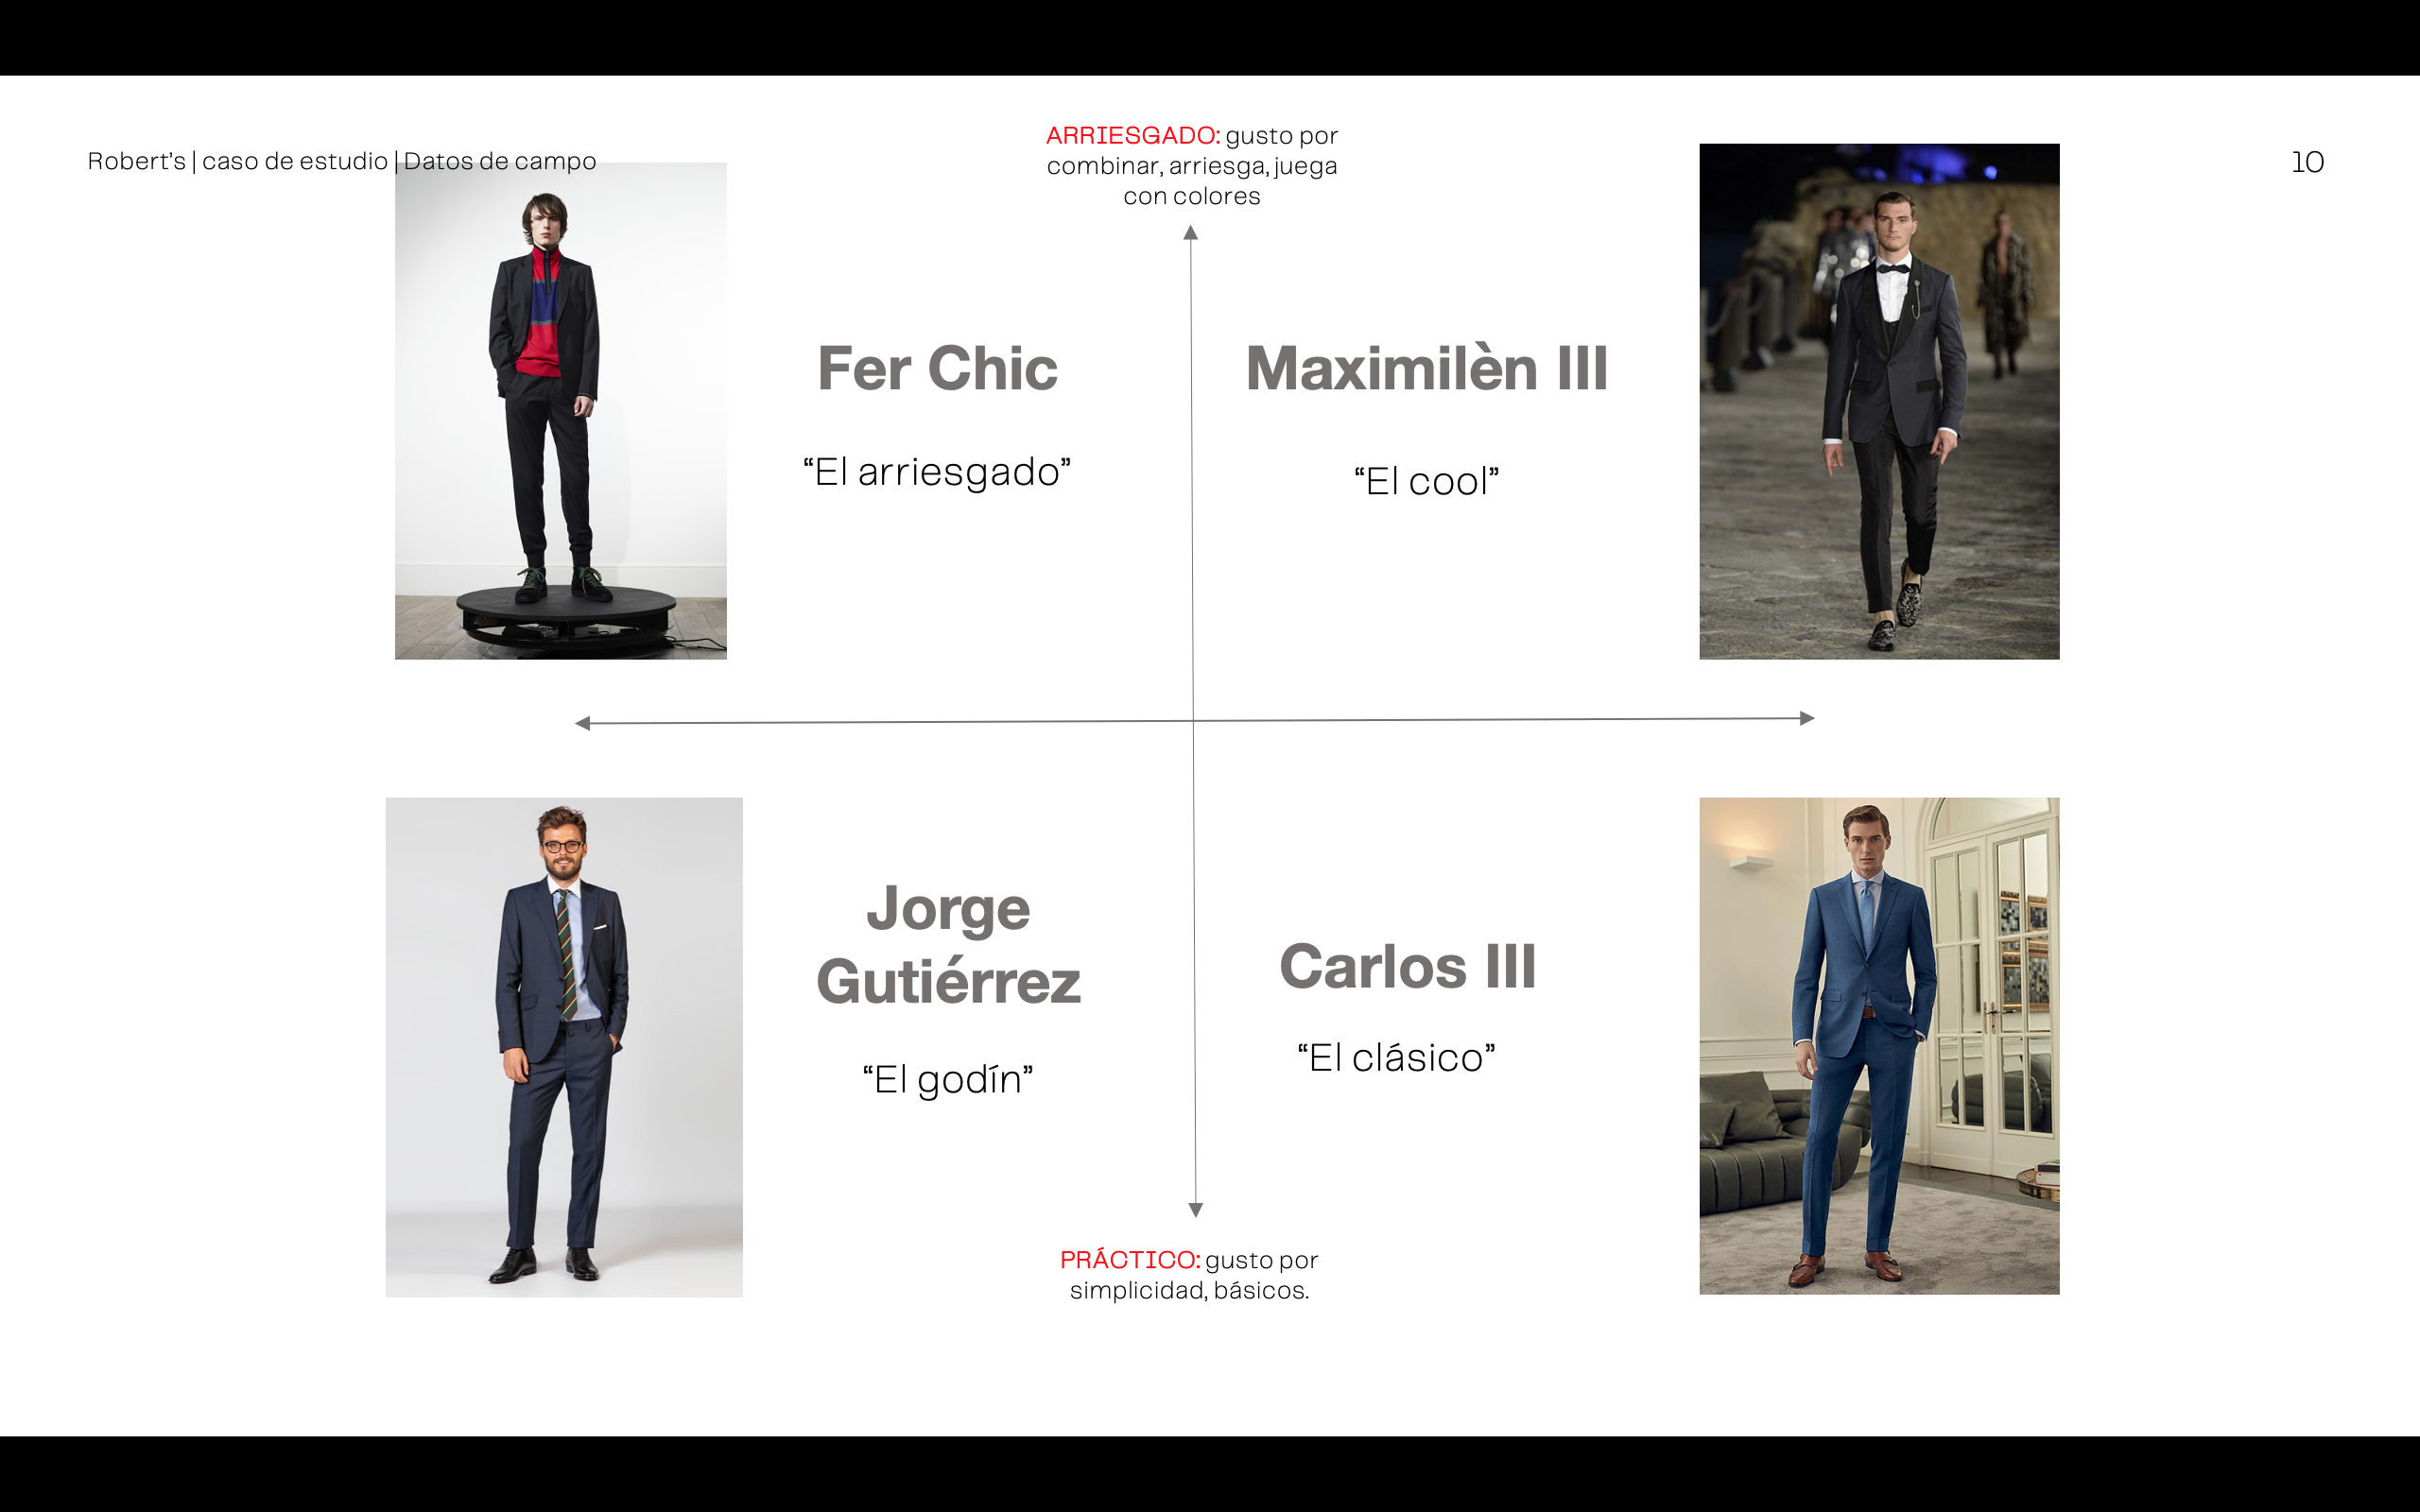 Robert’s | caso de estudio | Datos de campo
10
ARRIESGADO: gusto por
combinar, arriesga, juega
con colores
Fer Chic
“El arriesgado”
Maximilèn III
“El cool”
Jorge
Gutiérrez
“El godín”
Carlos III
“El clásico”
PRÁCTICO: gusto por
simplicidad, básicos.